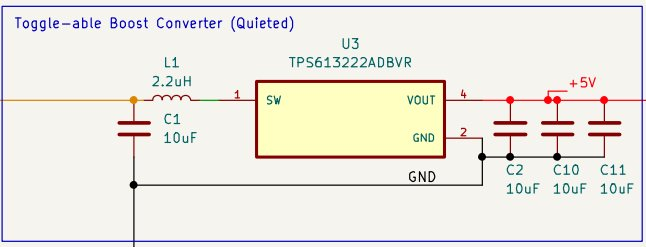 Toggle-able Boost Converter (Quieted)
U3
TPS613222ADBVR
L1
2.2uH
1
SW
VOUT
4
+5V
C1
10uF
GND
2
GND
C2
10uF
C10
10uF
C11
10uF